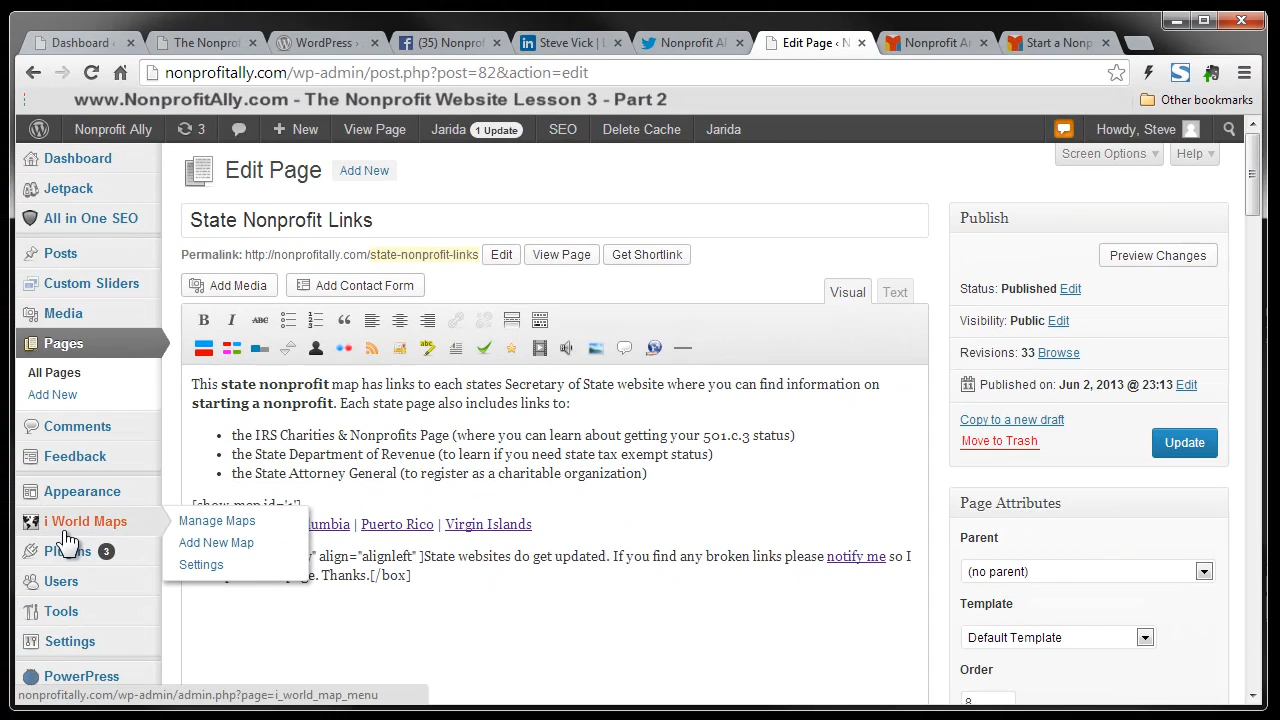 Dashboard ‹
The Nonprof
WordPress ›
(35) Nonprof
Steve Vick | L
Nonprofit Al
Edit Page ‹ N
Nonprofit Ar
Start a Nonp
nonprofitally.com/wp-admin/post.php?post=82&action=edit
www.NonprofitAlly.com - The Nonprofit Website Lesson 3 - Part 2
Other bookmarks
Nonprofit Ally 3 New View Page Jarida 1 Update SEO Delete Cache Jarida Howdy, Steve
Screen Options Help
Dashboard
Jetpack
All in One SEO
Posts
Custom Sliders
Media
Pages
All Pages
Add New
Comments
Feedback
Appearance
i World Maps
Plugins 3
Users
Tools
Settings
PowerPress
Manage Maps
Add New Map
Settings
Edit Page Add New
State Nonprofit Links
Permalink: http://nonprofitally.com/state-nonprofit-links Edit View Page Get Shortlink
Add Media Add Contact Form
Visual Text
B I ABC
This state nonprofit map has links to each states Secretary of State website where you can find information on
starting a nonprofit. Each state page also includes links to:
• the IRS Charities & Nonprofits Page (where you can learn about getting your 501.c.3 status)
• the State Department of Revenue (to learn if you need state tax exempt status)
• the State Attorney General (to register as a charitable organization)
[show-map id='1']
umbia | Puerto Rico | Virgin Islands
" align="alignleft" ]State websites do get updated. If you find any broken links please notify me so I
page. Thanks.[/box]
Publish
Preview Changes
Status: Published Edit
Visibility: Public Edit
Revisions: 33 Browse
Published on: Jun 2, 2013 @ 23:13 Edit
Copy to a new draft
Move to Trash
Update
Page Attributes
Parent
(no parent)
Template
Default Template
Order
8
nonprofitally.com/wp-admin/admin.php?page=i_world_map_menu